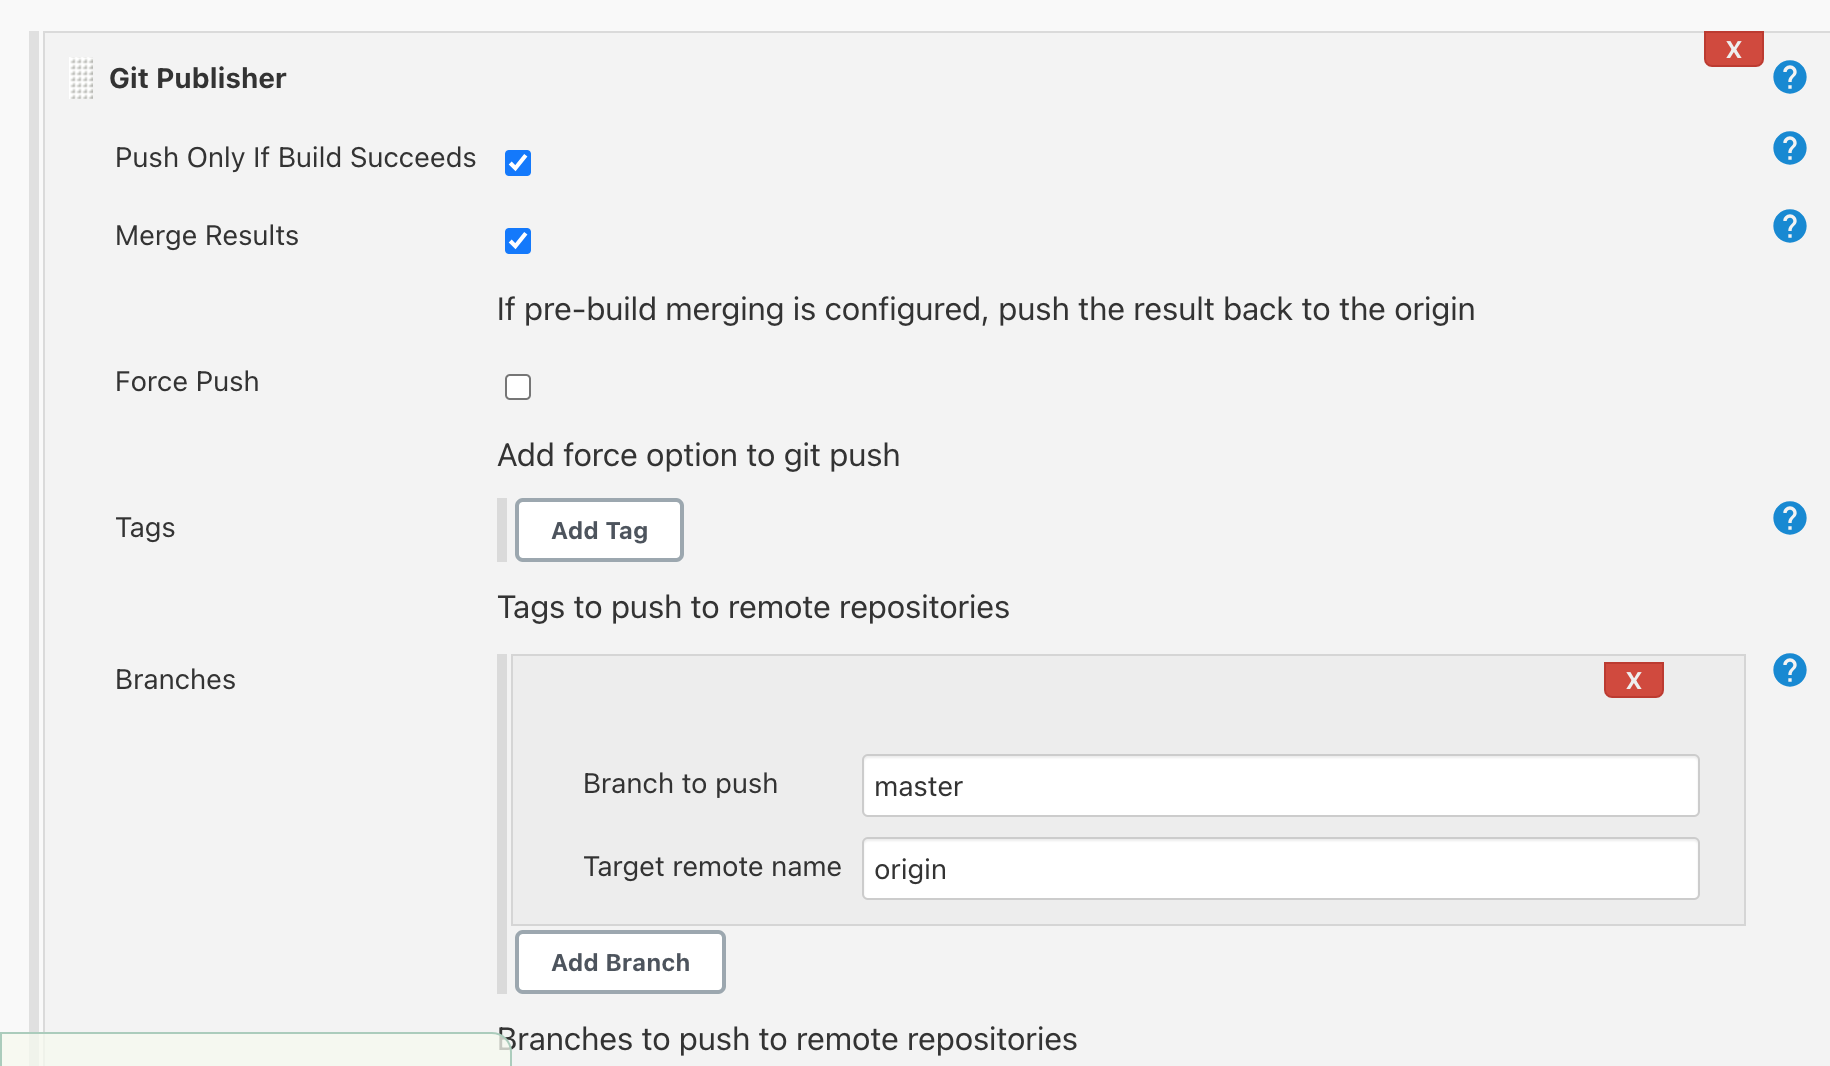 X
Git Publisher
?
Push Only If Build Succeeds
?
Merge Results
?
If pre-build merging is configured, push the result back to the origin
Force Push
Add force option to git push
Tags
Add Tag
?
Tags to push to remote repositories
Branches
X
?
Branch to push
master
Target remote name
origin
Add Branch
Branches to push to remote repositories